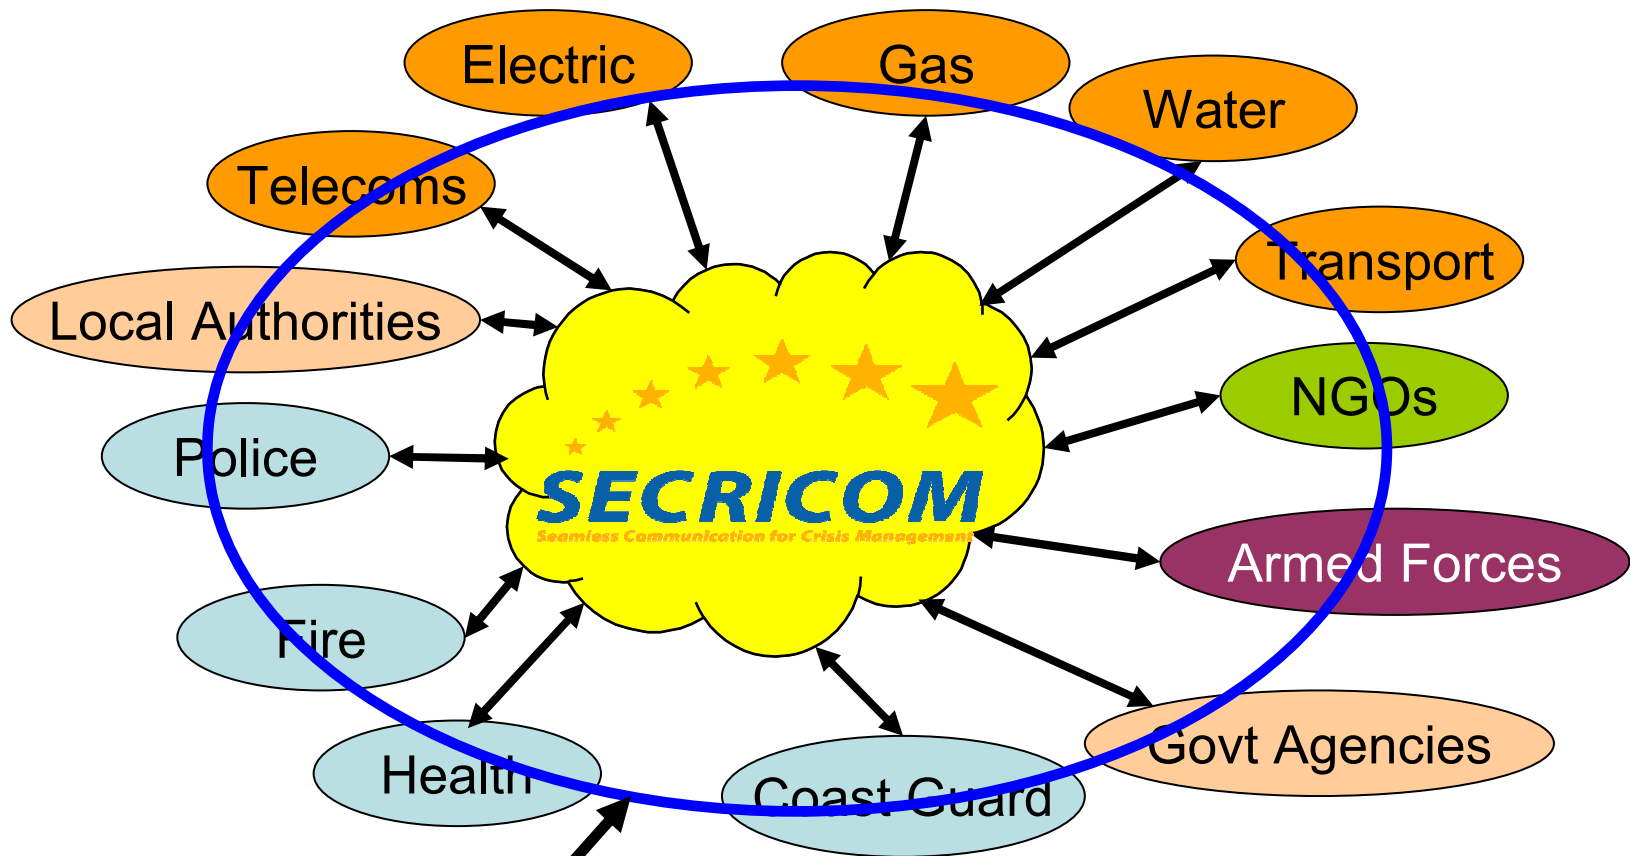 Electric
Gas
Water
Telecoms
Transport
Local Authorities
NGOs
Police
SECRICOM
Seamless Communication for Crisis Management
Armed Forces
Fire
Govt Agencies
Health
Coast Guard